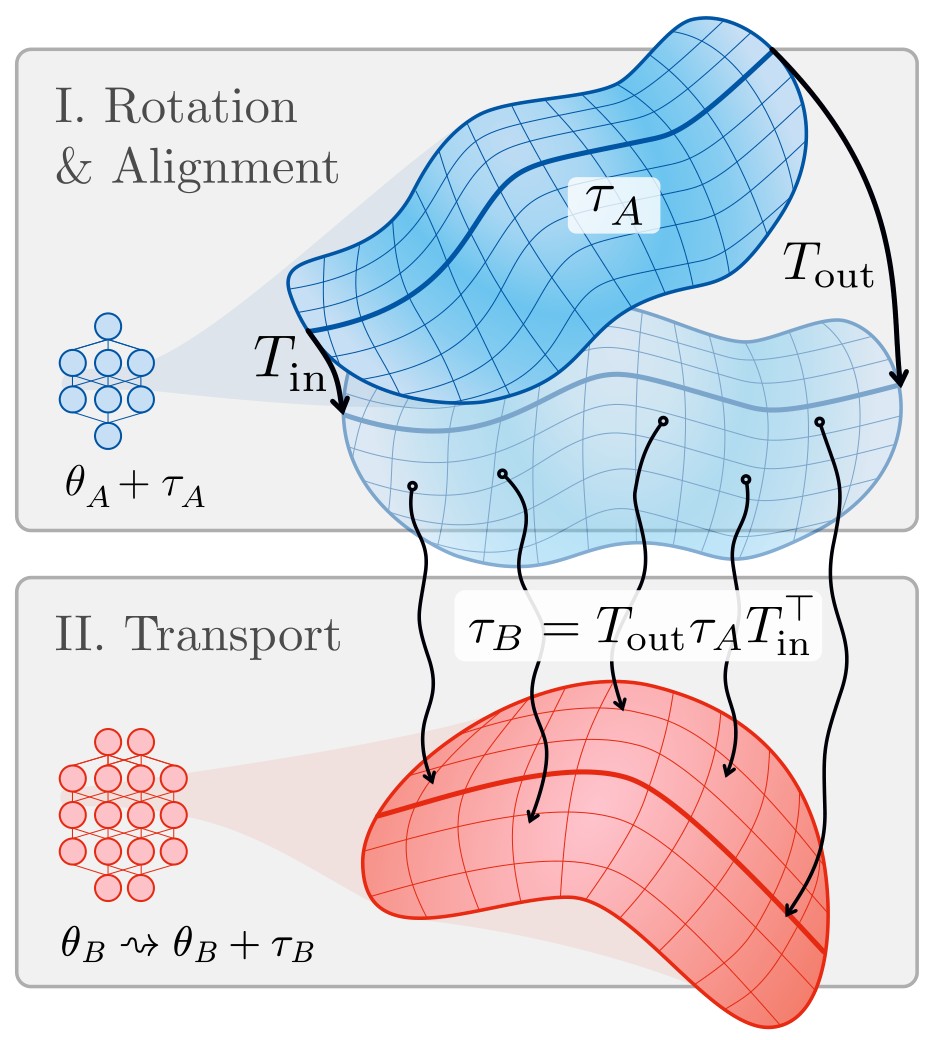 I. Rotation
& Alignment
τ_A
T_out
T_in
θ_A + τ_A
II. Transport
τ_B = T_out τ_A T_in^⊤
θ_B ⇝ θ_B + τ_B